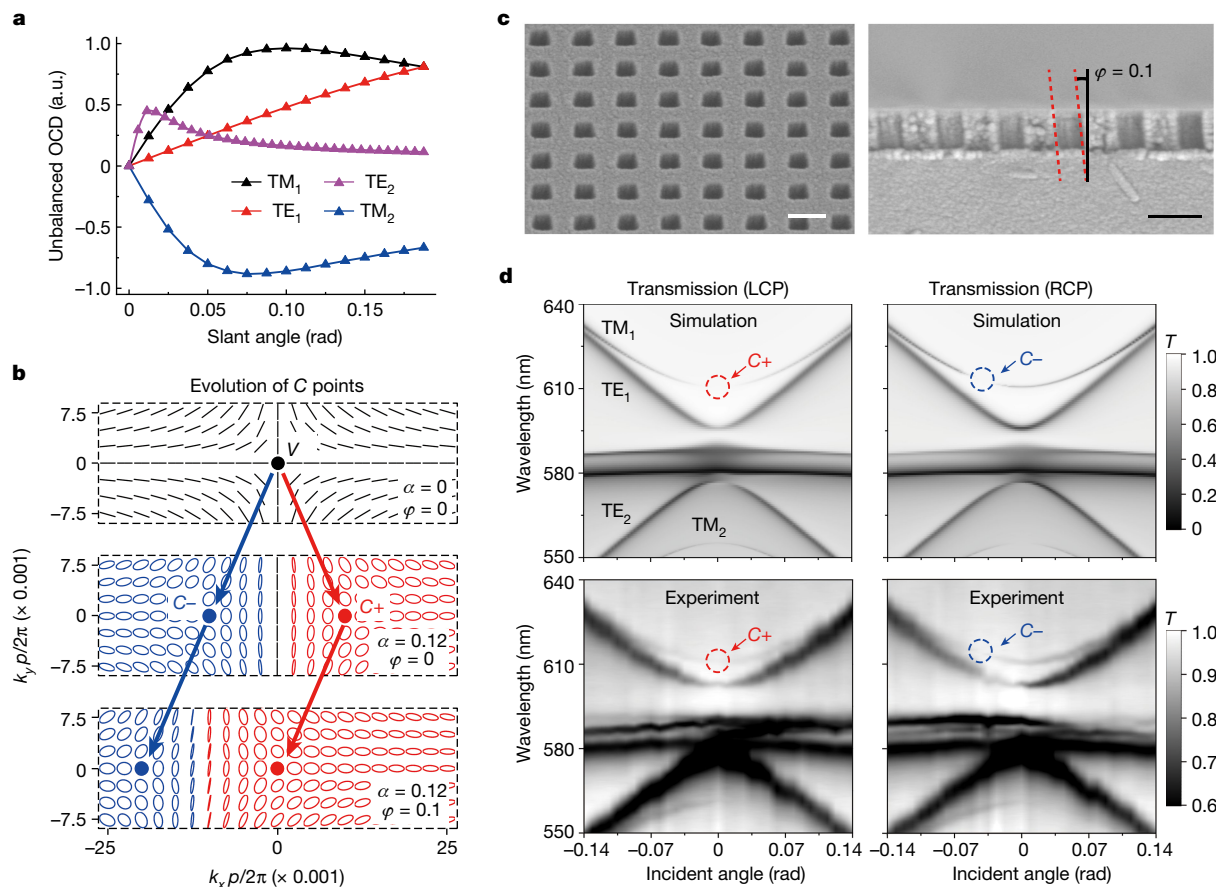 a
Unbalanced OCD (a.u.)
1.0
0.5
0
−0.5
−1.0
TM1
TE2
TE1
TM2
0
0.05
0.10
0.15
Slant angle (rad)
b
Evolution of C points
7.5
0
−7.5
V
α = 0
φ = 0
7.5
0
−7.5
C−
C+
α = 0.12
φ = 0
7.5
0
−7.5
α = 0.12
φ = 0.1
−25
0
25
kyp/2π (× 0.001)
kxp/2π (× 0.001)
c
φ = 0.1
d
Transmission (LCP)
Transmission (RCP)
640
610
580
550
Wavelength (nm)
Simulation
TM1
C+
TE1
TE2
TM2
Simulation
C−
T
1.0
0.8
0.6
0.4
0.2
0
640
610
580
550
Wavelength (nm)
Experiment
C+
Experiment
C−
T
1.0
0.9
0.8
0.7
0.6
−0.14
−0.07
0
0.07
0.14
Incident angle (rad)
−0.14
−0.07
0
0.07
0.14
Incident angle (rad)